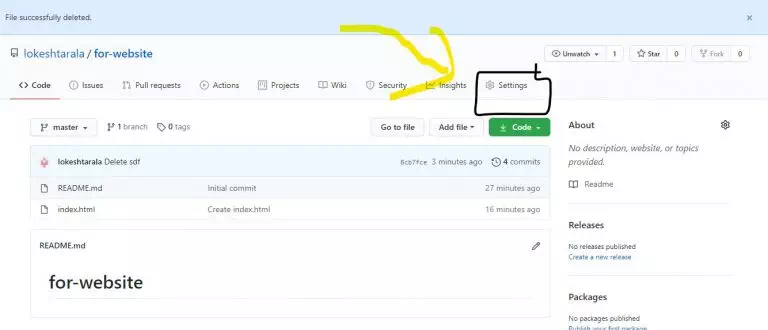 File successfully deleted.
lokeshtarala / for-website
Unwatch 1 Star 0 Fork 0
Code Issues Pull requests Actions Projects Wiki Security Insights Settings
master 1 branch 0 tags Go to file Add file Code
lokeshtarala Delete sdf 8cb7fce 3 minutes ago 4 commits
README.md Initial commit 27 minutes ago
index.html Create index.html 16 minutes ago
README.md
for-website
About
No description, website, or topics
provided.
Readme
Releases
No releases published
Create a new release
Packages
No packages published
Publish your first package